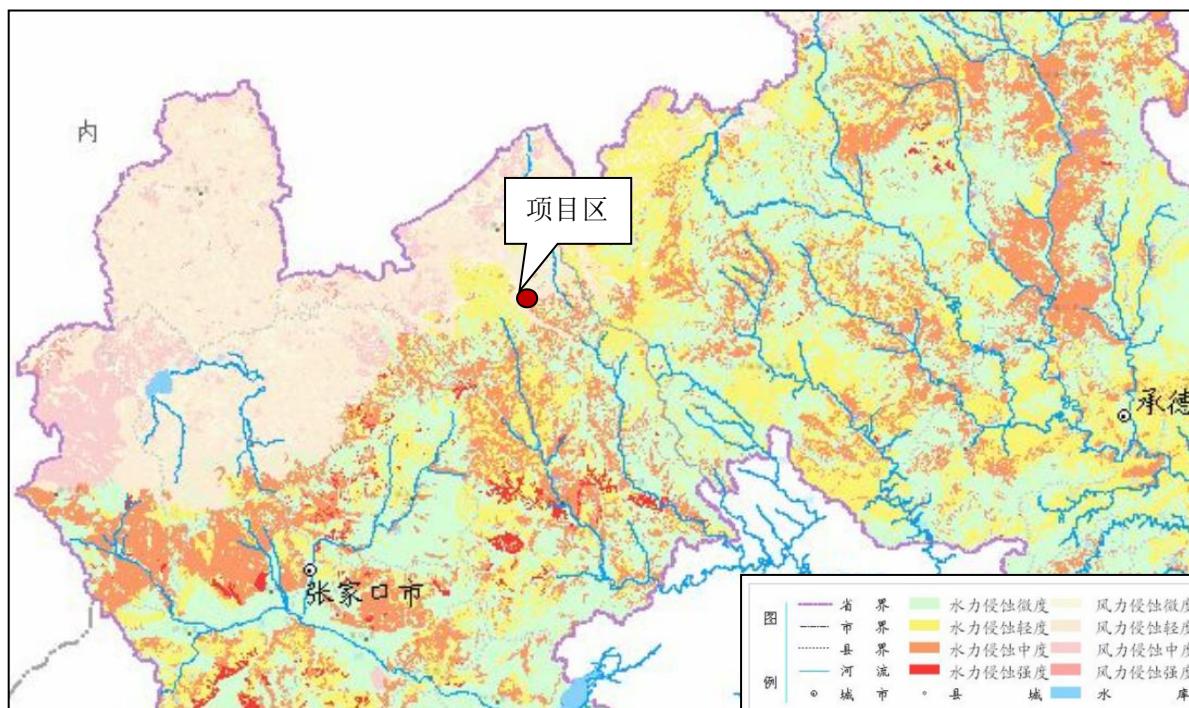 内
项目区
承德
张家口市
图 例
省 界
水力侵蚀微度
风力侵蚀微度
市 界
水力侵蚀轻度
风力侵蚀轻度
县 界
水力侵蚀中度
风力侵蚀中度
河 流
水力侵蚀强度
风力侵蚀强度
城 市
县 城
水 库